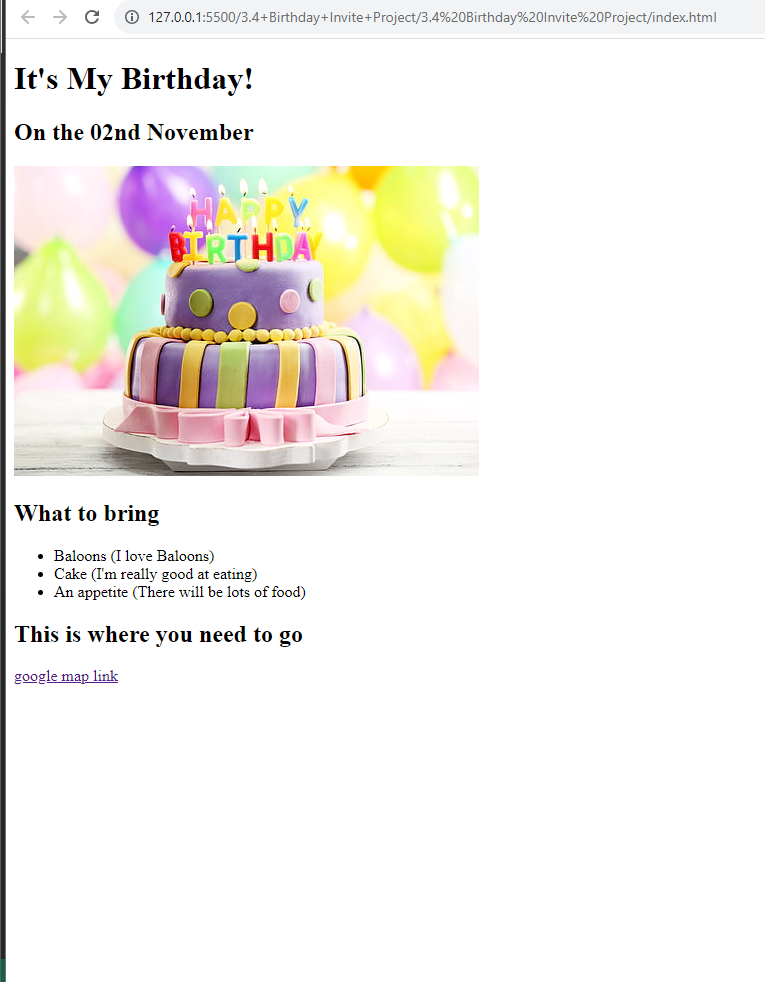 127.0.0.1:5500/3.4+Birthday+Invite+Project/3.4%20Birthday%20Invite%20Project/index.html
It's My Birthday!
On the 02nd November
HAPPY
BIRTHDAY
What to bring
Baloons (I love Baloons)
Cake (I'm really good at eating)
An appetite (There will be lots of food)
This is where you need to go
google map link